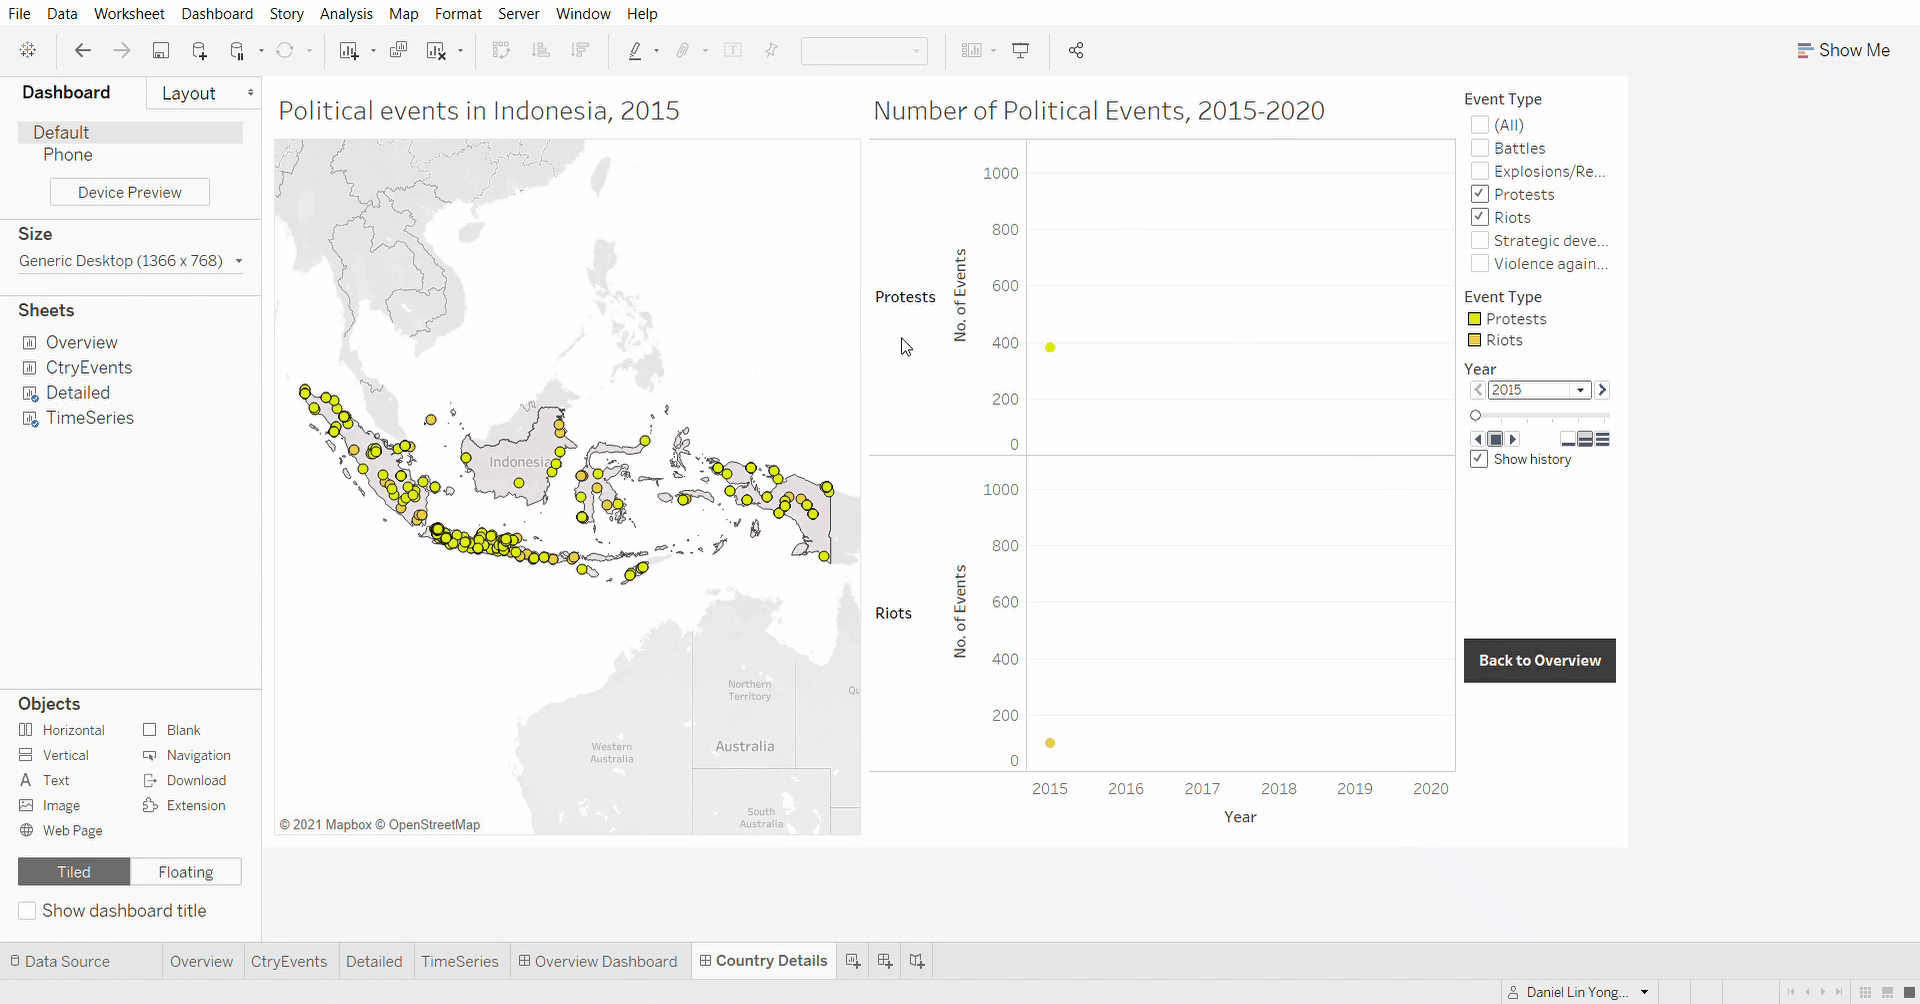 File Data Worksheet Dashboard Story Analysis Map Format Server Window Help
Show Me
Dashboard Layout
Default
Phone
Device Preview
Size
Generic Desktop (1366 x 768)
Sheets
Overview
CtryEvents
Detailed
TimeSeries
Objects
Horizontal Blank
Vertical Navigation
Text Download
Image Extension
Web Page
Tiled Floating
Show dashboard title
Political events in Indonesia, 2015
Indonesia
Northern
Territory
Qu
Western
Australia
Australia
South
Australia
© 2021 Mapbox © OpenStreetMap
Number of Political Events, 2015-2020
Protests
No. of Events
1000
800
600
400
200
0
Riots
No. of Events
1000
800
600
400
200
0
2015 2016 2017 2018 2019 2020
Year
Event Type
(All)
Battles
Explosions/Re...
Protests
Riots
Strategic deve...
Violence again...
Event Type
Protests
Riots
Year
2015
Show history
Back to Overview
Data Source Overview CtryEvents Detailed TimeSeries Overview Dashboard Country Details
Daniel Lin Yong...